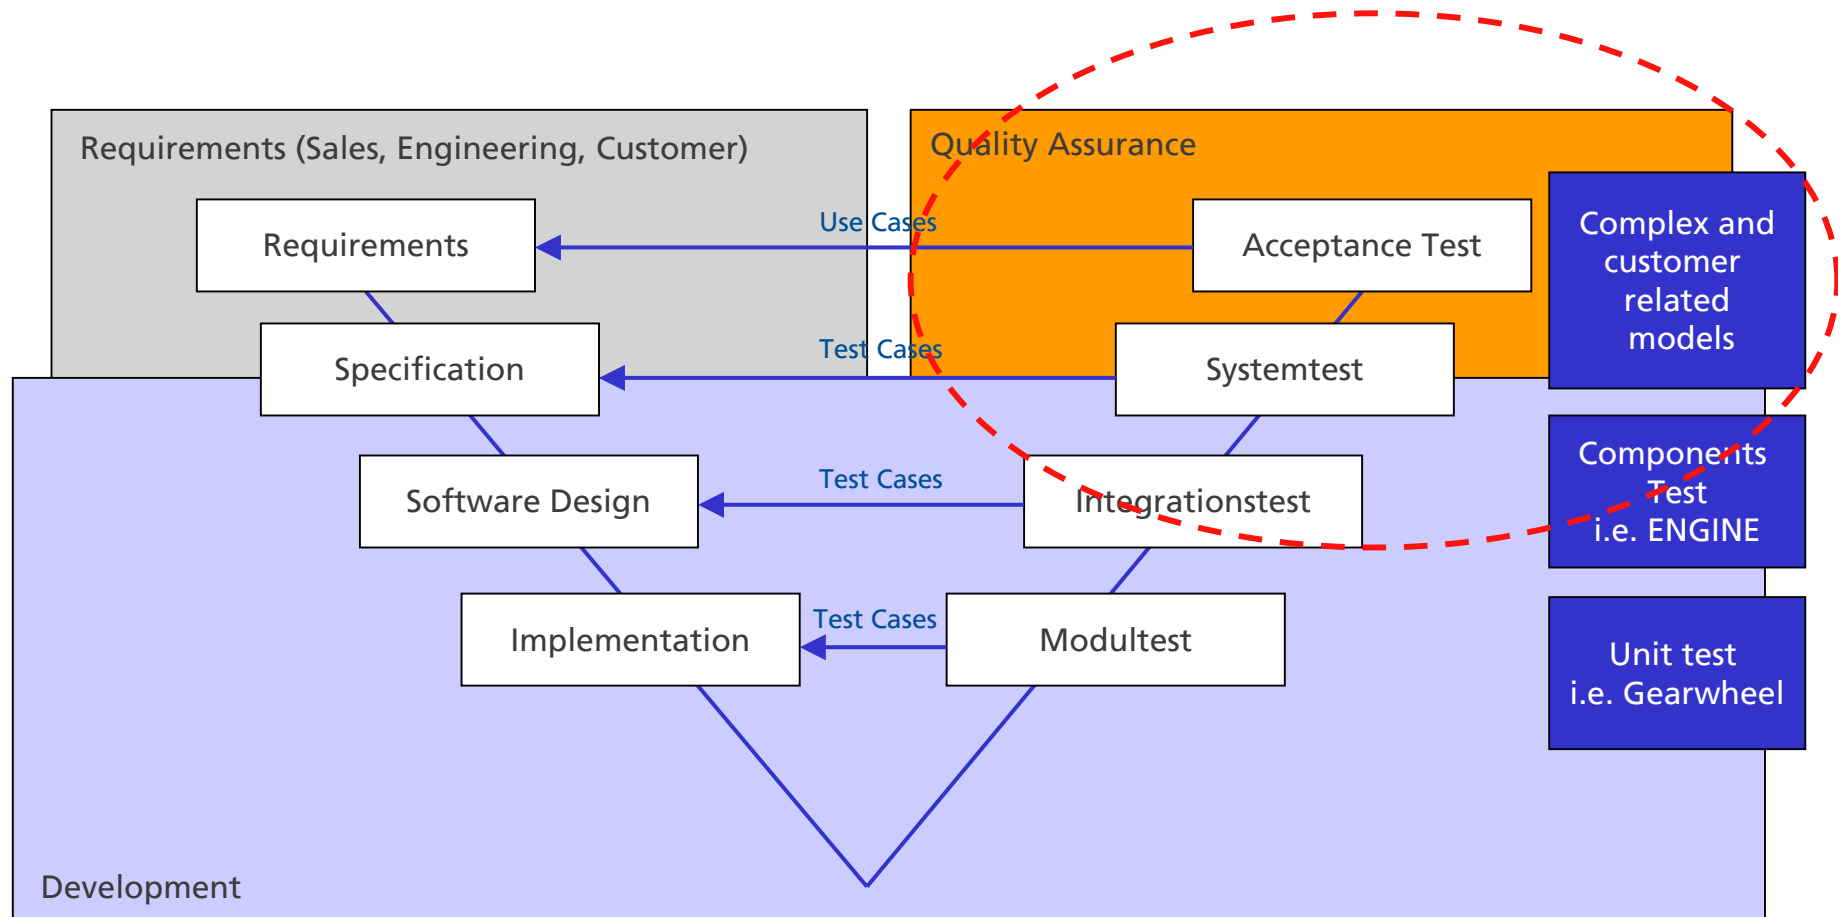 Requirements (Sales, Engineering, Customer)
Quality Assurance
Requirements
Use Cases
Acceptance Test
Complex and
customer
related
models
Specification
Test Cases
Systemtest
Software Design
Test Cases
Integrationstest
Components
Test
i.e. ENGINE
Implementation
Test Cases
Modultest
Unit test
i.e. Gearwheel
Development